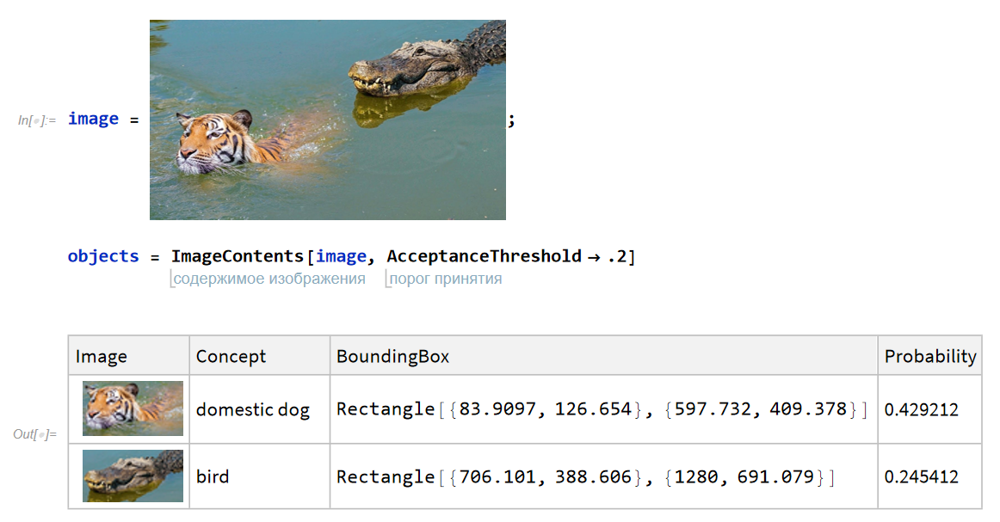 In[•]:= image = ;
objects = ImageContents[image, AcceptanceThreshold → .2]
содержимое изображения порог принятия
Image Concept BoundingBox Probability
domestic dog Rectangle[{83.9097, 126.654}, {597.732, 409.378}] 0.429212
Out[•]=
bird Rectangle[{706.101, 388.606}, {1280, 691.079}] 0.245412